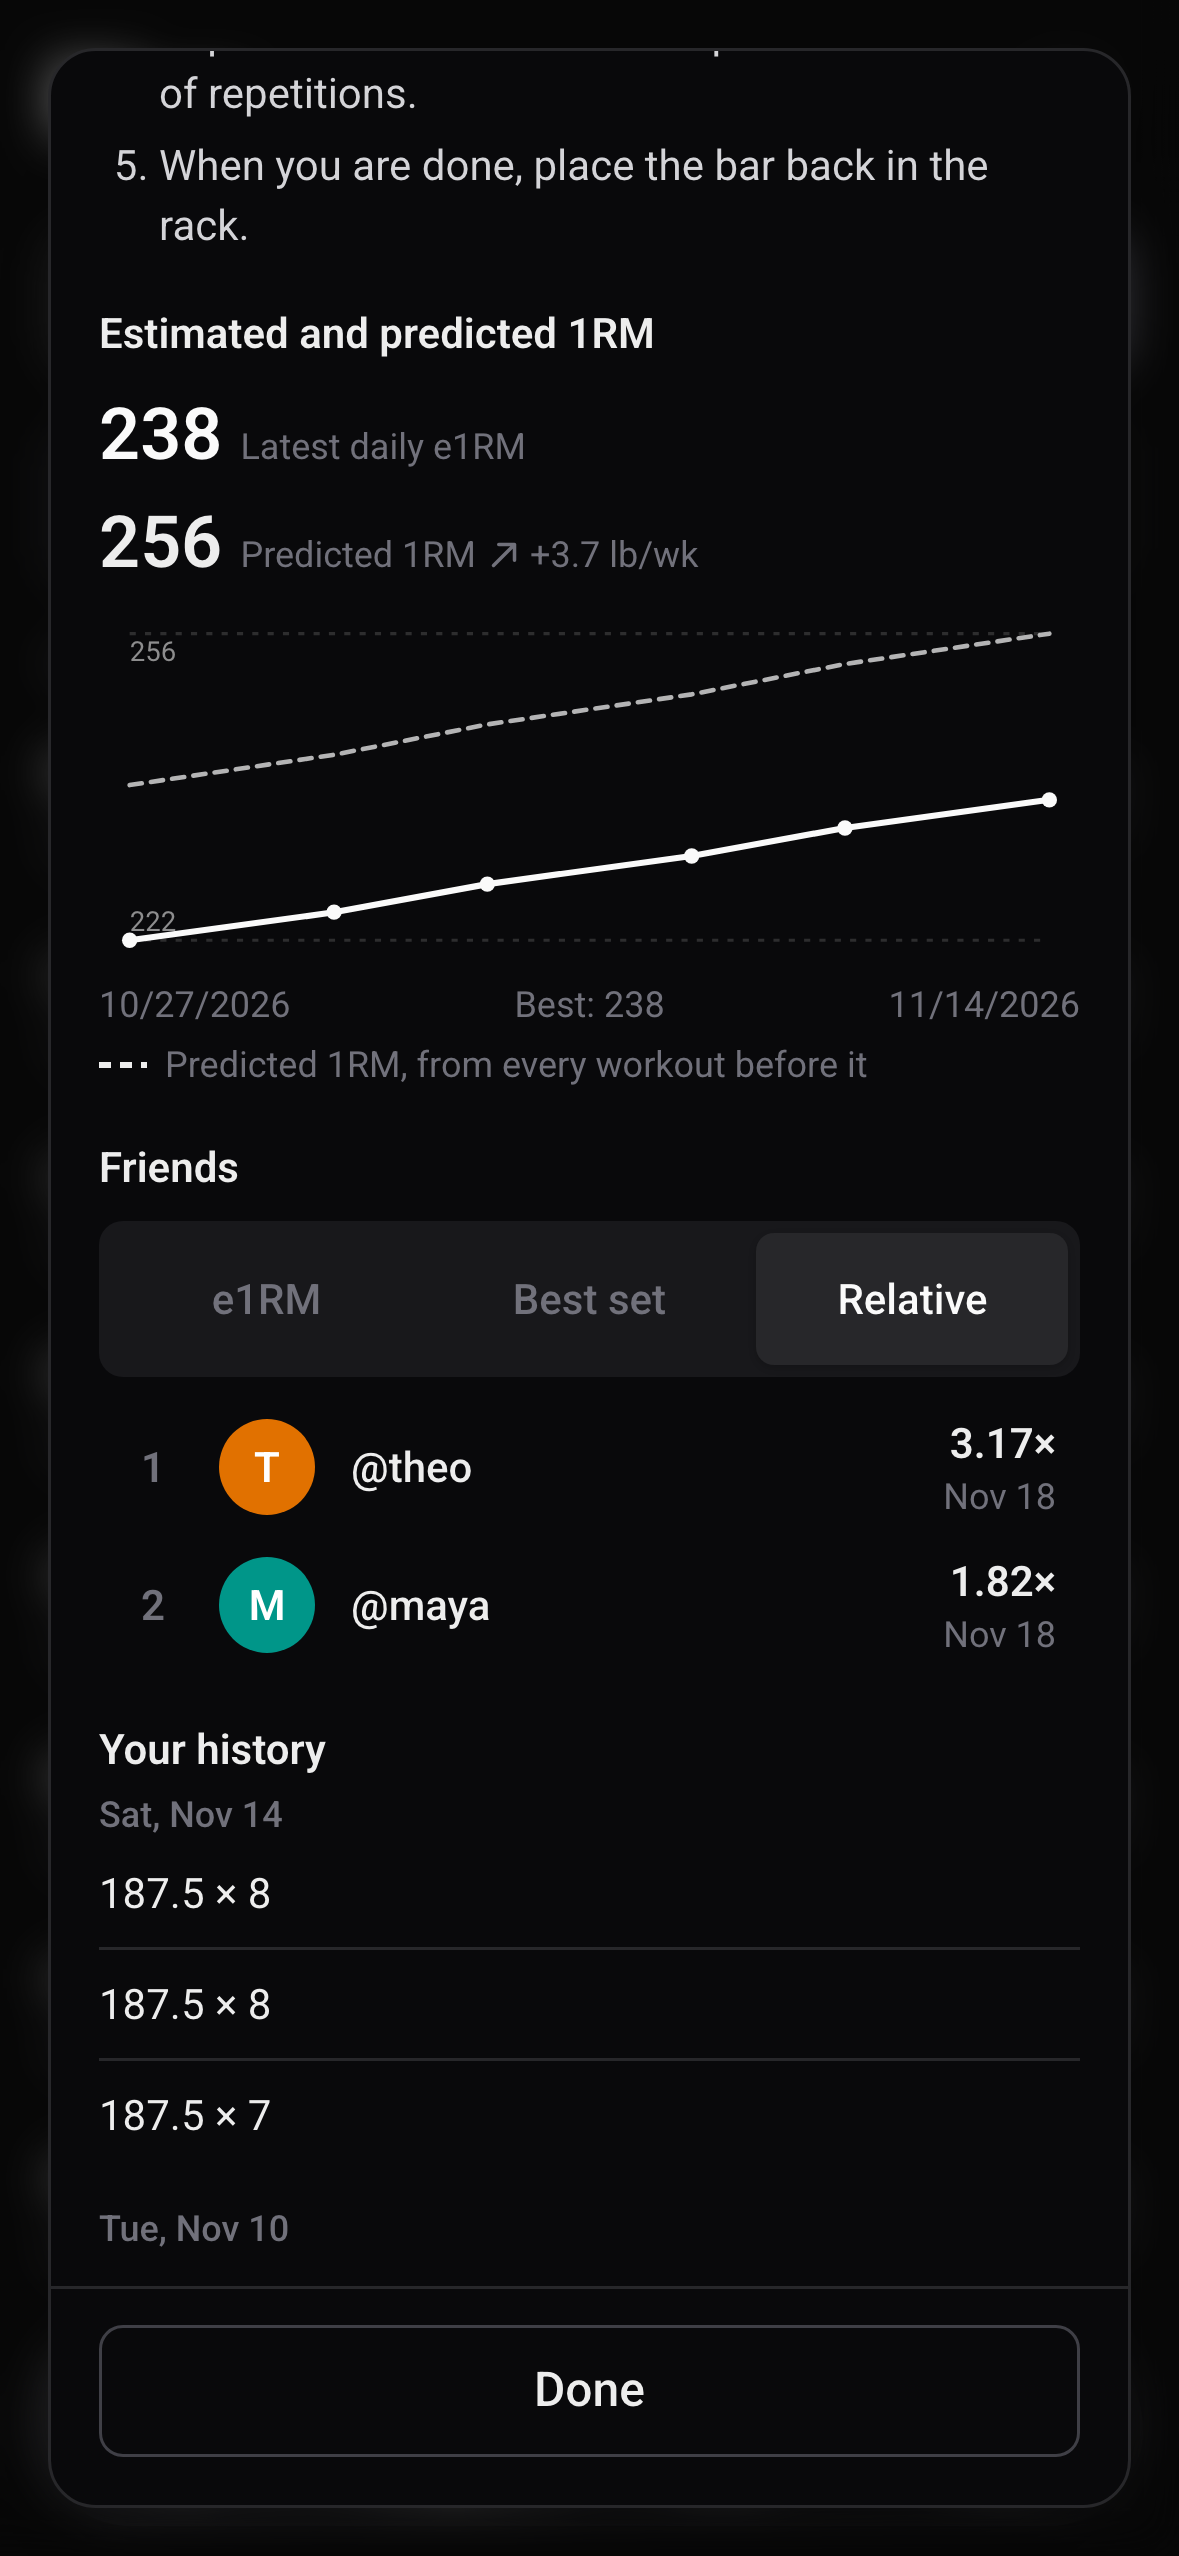 of repetitions.
5. When you are done, place the bar back in the
rack.
Estimated and predicted 1RM
238 Latest daily e1RM
256 Predicted 1RM ↗ +3.7 lb/wk
256
222
10/27/2026 Best: 238 11/14/2026
Predicted 1RM, from every workout before it
Friends
e1RM Best set Relative
1 T @theo 3.17×
Nov 18
2 M @maya 1.82×
Nov 18
Your history
Sat, Nov 14
187.5 × 8
187.5 × 8
187.5 × 7
Tue, Nov 10
Done